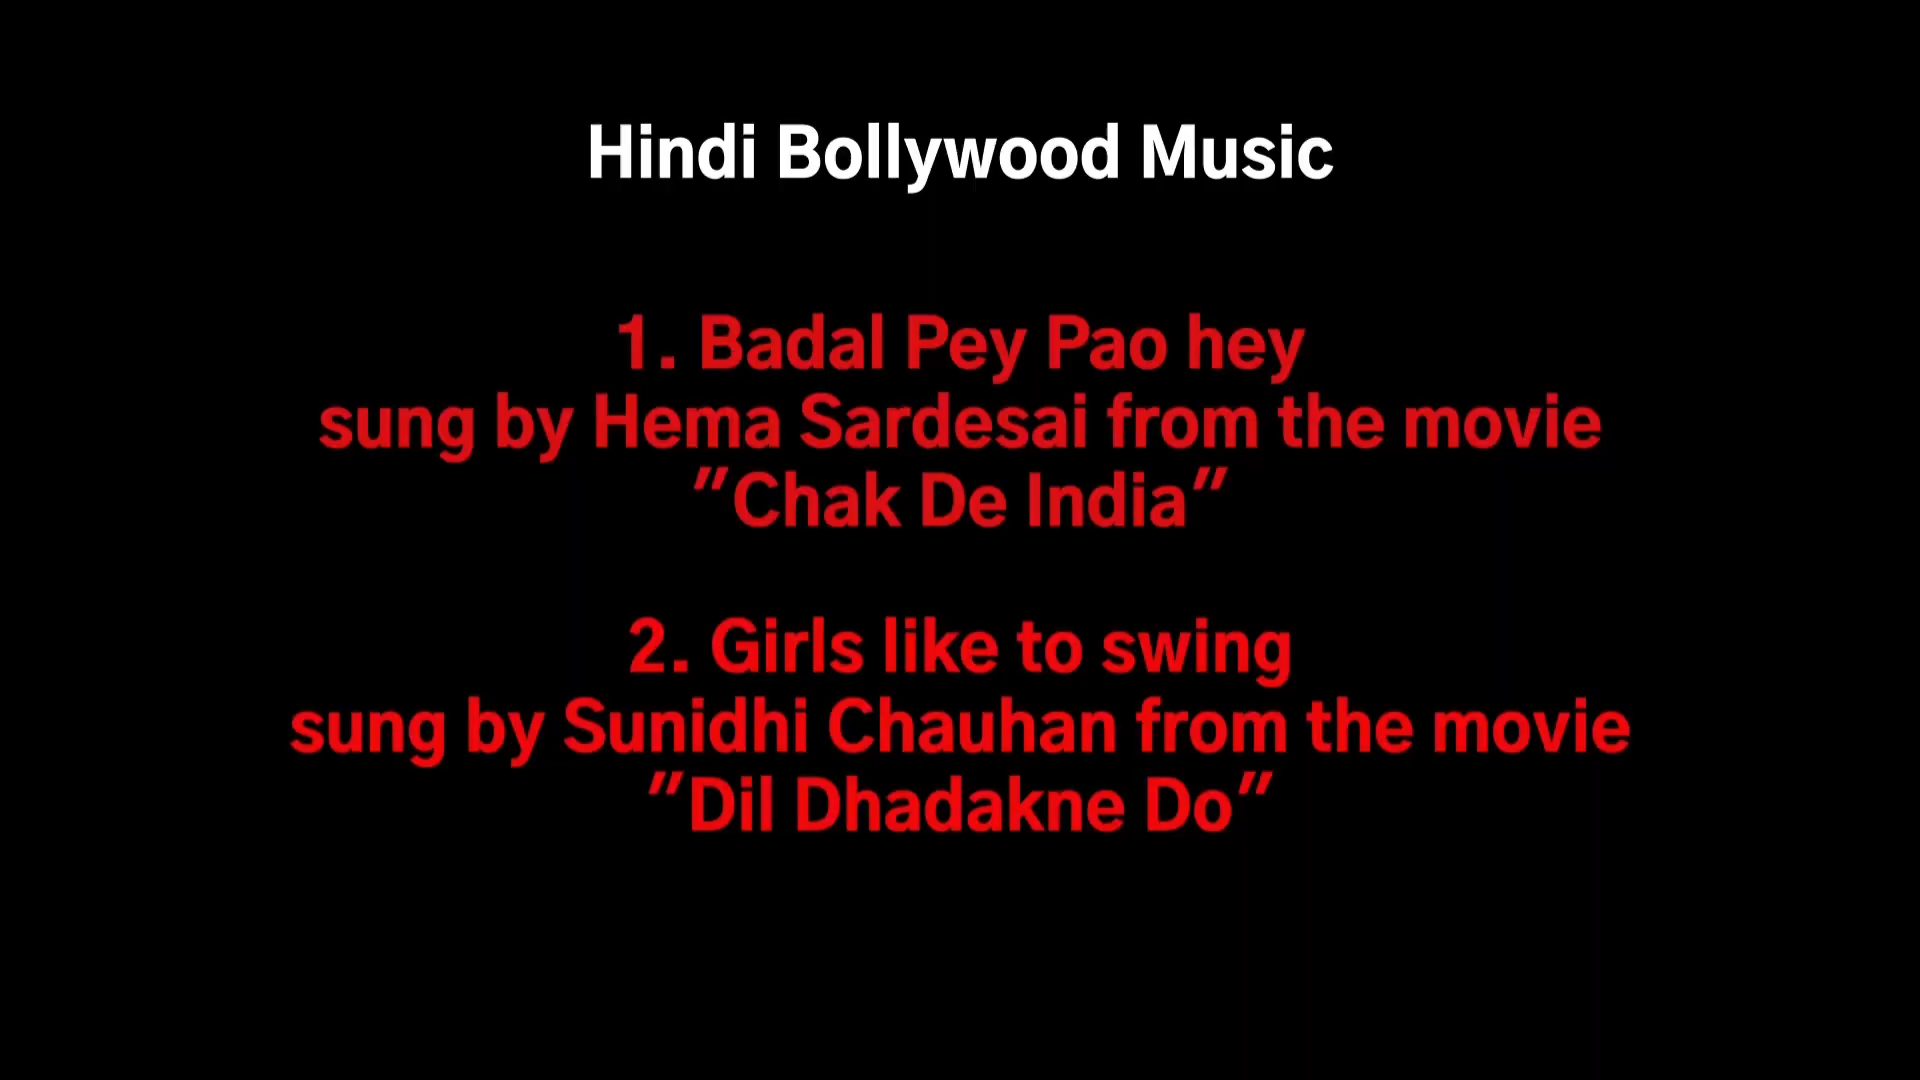 Hindi Bollywood Music
1. Badal Pey Pao hey
sung by Hema Sardesai from the movie
"Chak De India"
2. Girls like to swing
sung by Sunidhi Chauhan from the movie
"Dil Dhadakne Do"